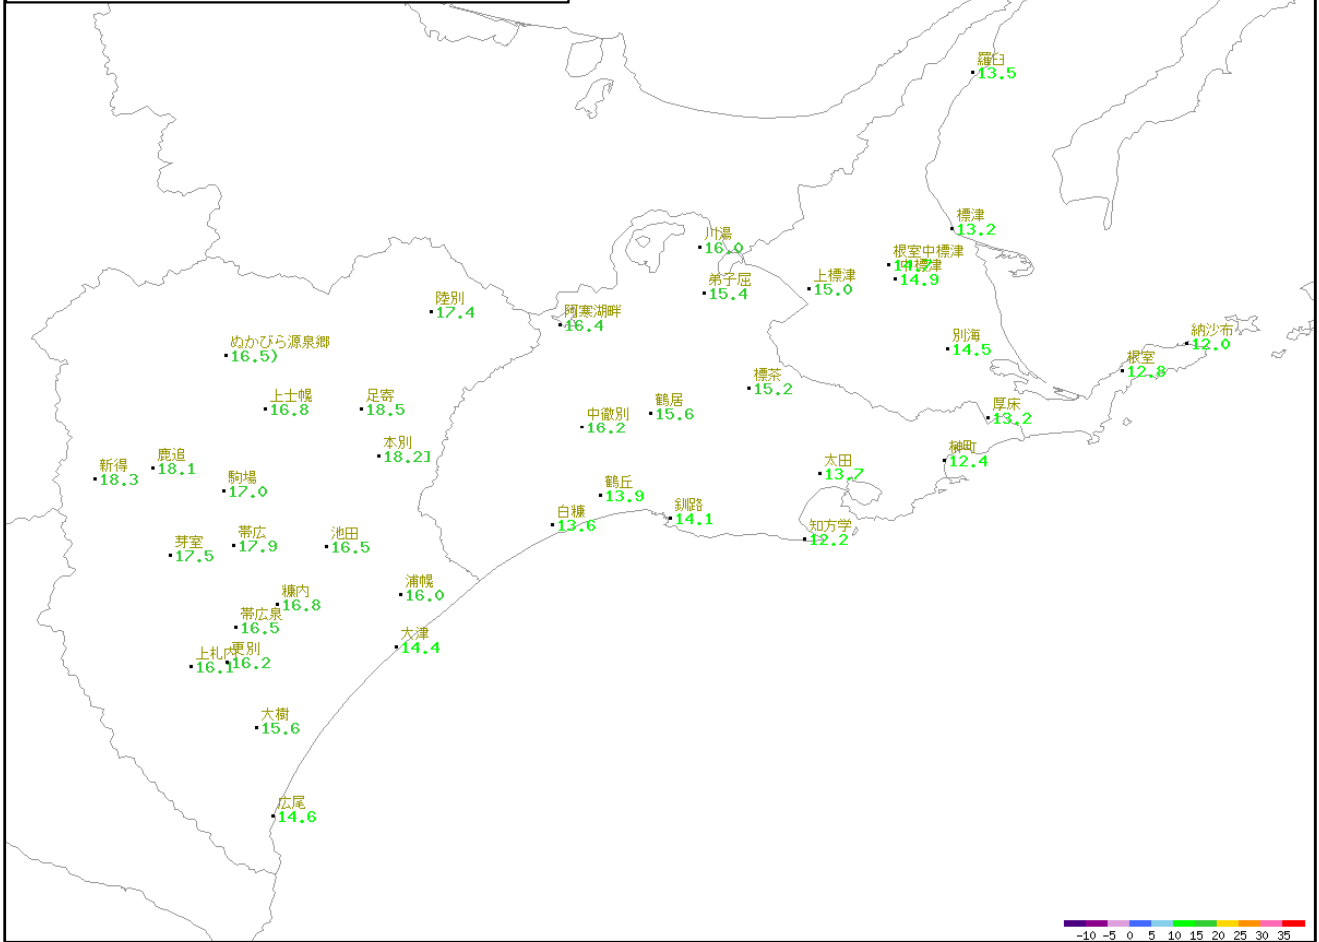 羅臼
13.5
標津
13.2
川湯
16.0
根室中標津
中標津
14.9
弟子屈
15.4
上標津
15.0
陸別
17.4
阿寒湖畔
16.4
ぬかびら源泉郷
16.5)
別海
14.5
納沙布
12.0
根室
12.8
標茶
15.2
上士幌
16.8
足寄
18.5
鶴居
15.6
中徹別
16.2
厚床
13.2
本別
18.2]
榊町
12.4
鹿追
18.1
新得
18.3
太田
13.7
駒場
17.0
鶴丘
13.9
釧路
14.1
白糠
13.6
知方学
12.2
帯広
17.9
池田
16.5
芽室
17.5
浦幌
16.0
糠内
16.8
帯広泉
16.5
大津
14.4
更別
16.2
上札内
16.1
大樹
15.6
広尾
14.6
-10 -5 0 5 10 15 20 25 30 35